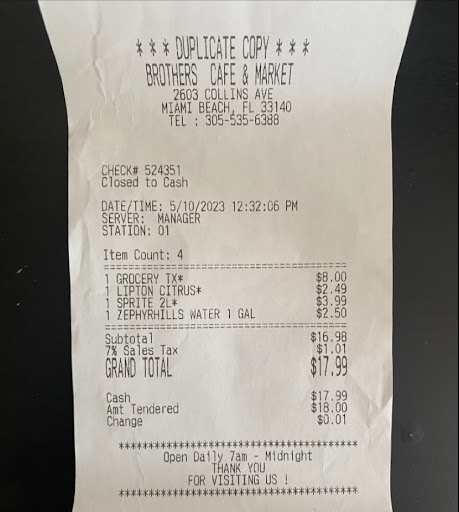 * * * DUPLICATE COPY * * *
BROTHERS CAFE & MARKET
2603 COLLINS AVE
MIAMI BEACH, FL 33140
TEL : 305-535-6388
CHECK# 524351
Closed to Cash
DATE/TIME: 5/10/2023 12:32:06 PM
SERVER: MANAGER
STATION: 01
Item Count: 4
========================================
1 GROCERY TX* $8.00
1 LIPTON CITRUS* $2.49
1 SPRITE 2L* $3.99
1 ZEPHYRHILLS WATER 1 GAL $2.50
========================================
Subtotal $16.98
7% Sales Tax $1.01
GRAND TOTAL $17.99
Cash $17.99
Amt Tendered $18.00
Change $0.01
****************************************
Open Daily 7am - Midnight
THANK YOU
FOR VISITING US !
****************************************